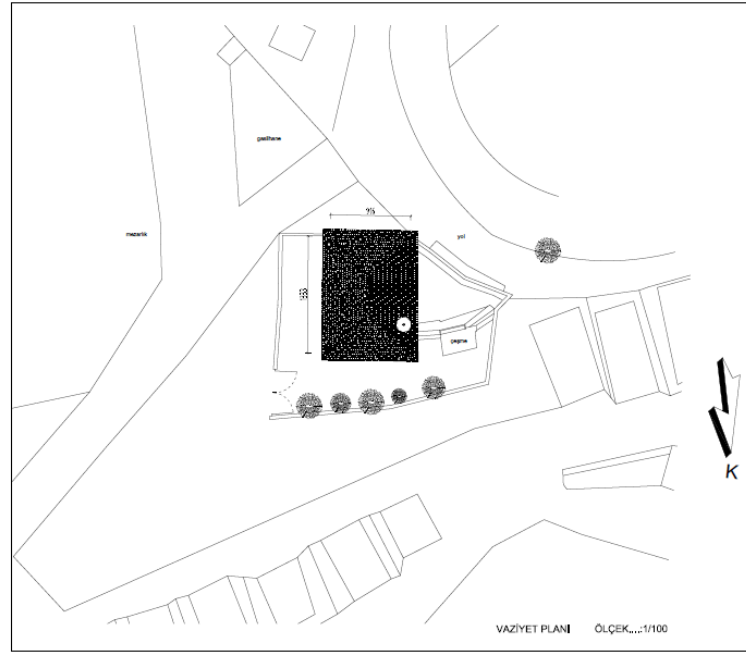 gasilhane
mezarlık
yol
çeşme
K
VAZİYET PLANI ÖLÇEK....:1/100